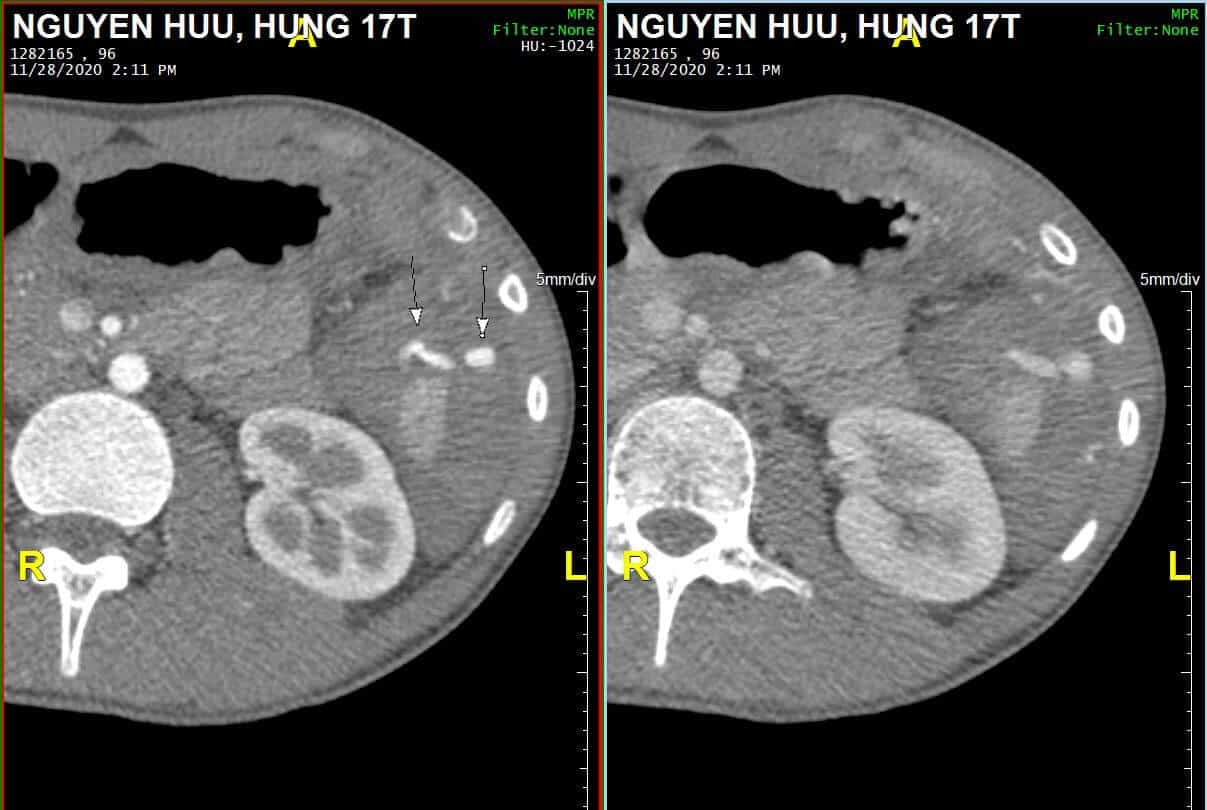 NGUYEN HUU, HUNG 17T
A
MPR
Filter:None
HU:-1024
1282165 , 96
11/28/2020 2:11 PM
5mm/div
R
L
NGUYEN HUU, HUNG 17T
A
MPR
Filter:None
1282165 , 96
11/28/2020 2:11 PM
5mm/div
R
L